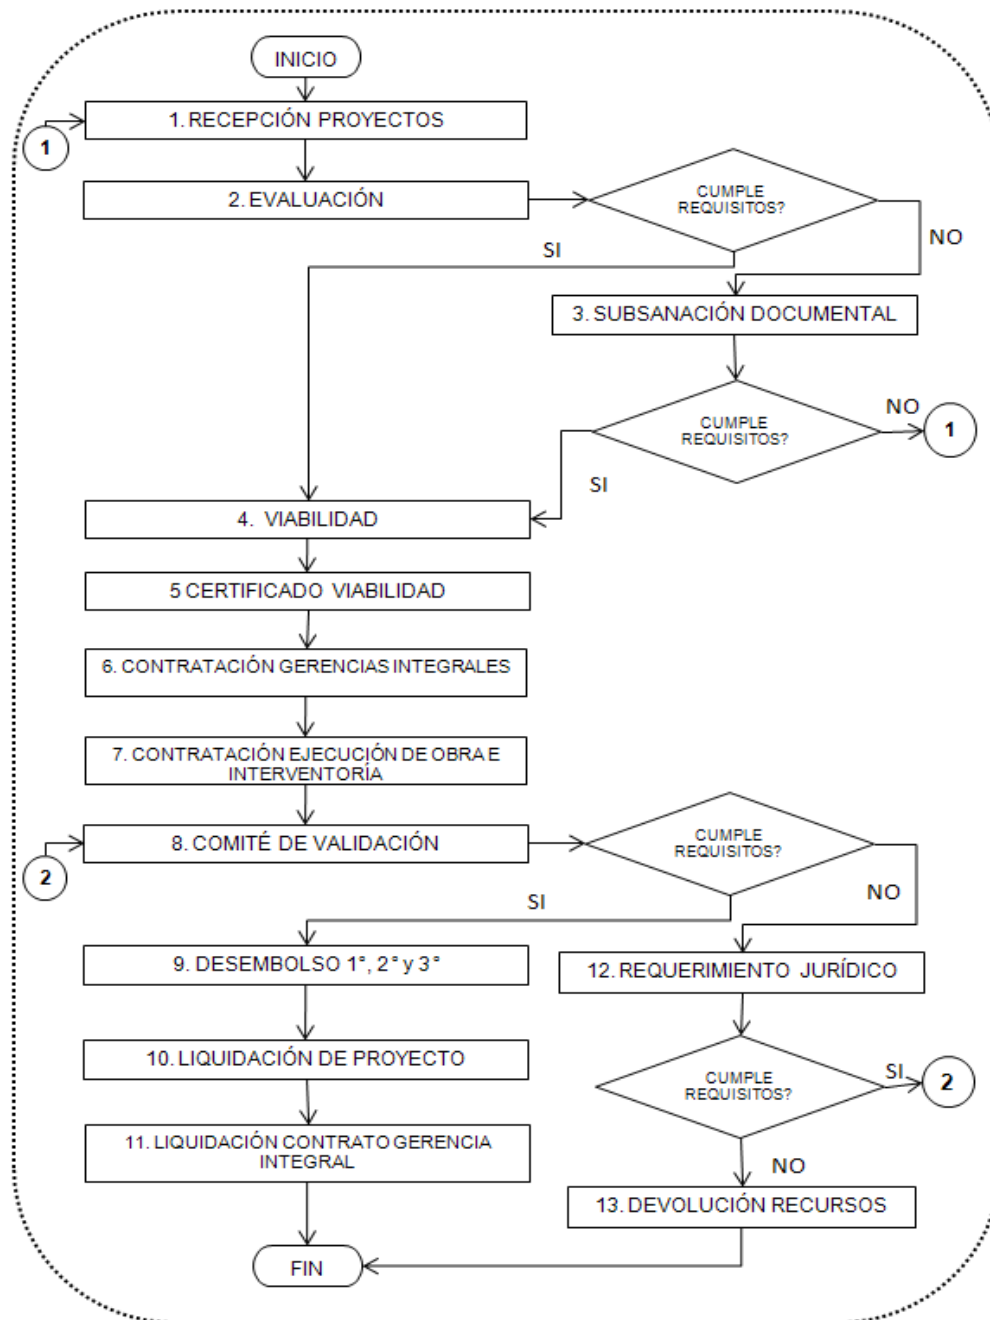 INICIO
1. RECEPCIÓN PROYECTOS
1
2. EVALUACIÓN
CUMPLE
REQUISITOS?
NO
SI
3. SUBSANACIÓN DOCUMENTAL
CUMPLE
REQUISITOS?
NO
1
SI
4. VIABILIDAD
5 CERTIFICADO VIABILIDAD
6. CONTRATACIÓN GERENCIAS INTEGRALES
7. CONTRATACIÓN EJECUCIÓN DE OBRA E
INTERVENTORÍA
8. COMITÉ DE VALIDACIÓN
2
CUMPLE
REQUISITOS?
NO
SI
9. DESEMBOLSO 1°, 2° y 3°
12. REQUERIMIENTO JURÍDICO
10. LIQUIDACIÓN DE PROYECTO
CUMPLE
REQUISITOS?
SI
2
11. LIQUIDACIÓN CONTRATO GERENCIA
INTEGRAL
NO
13. DEVOLUCIÓN RECURSOS
FIN